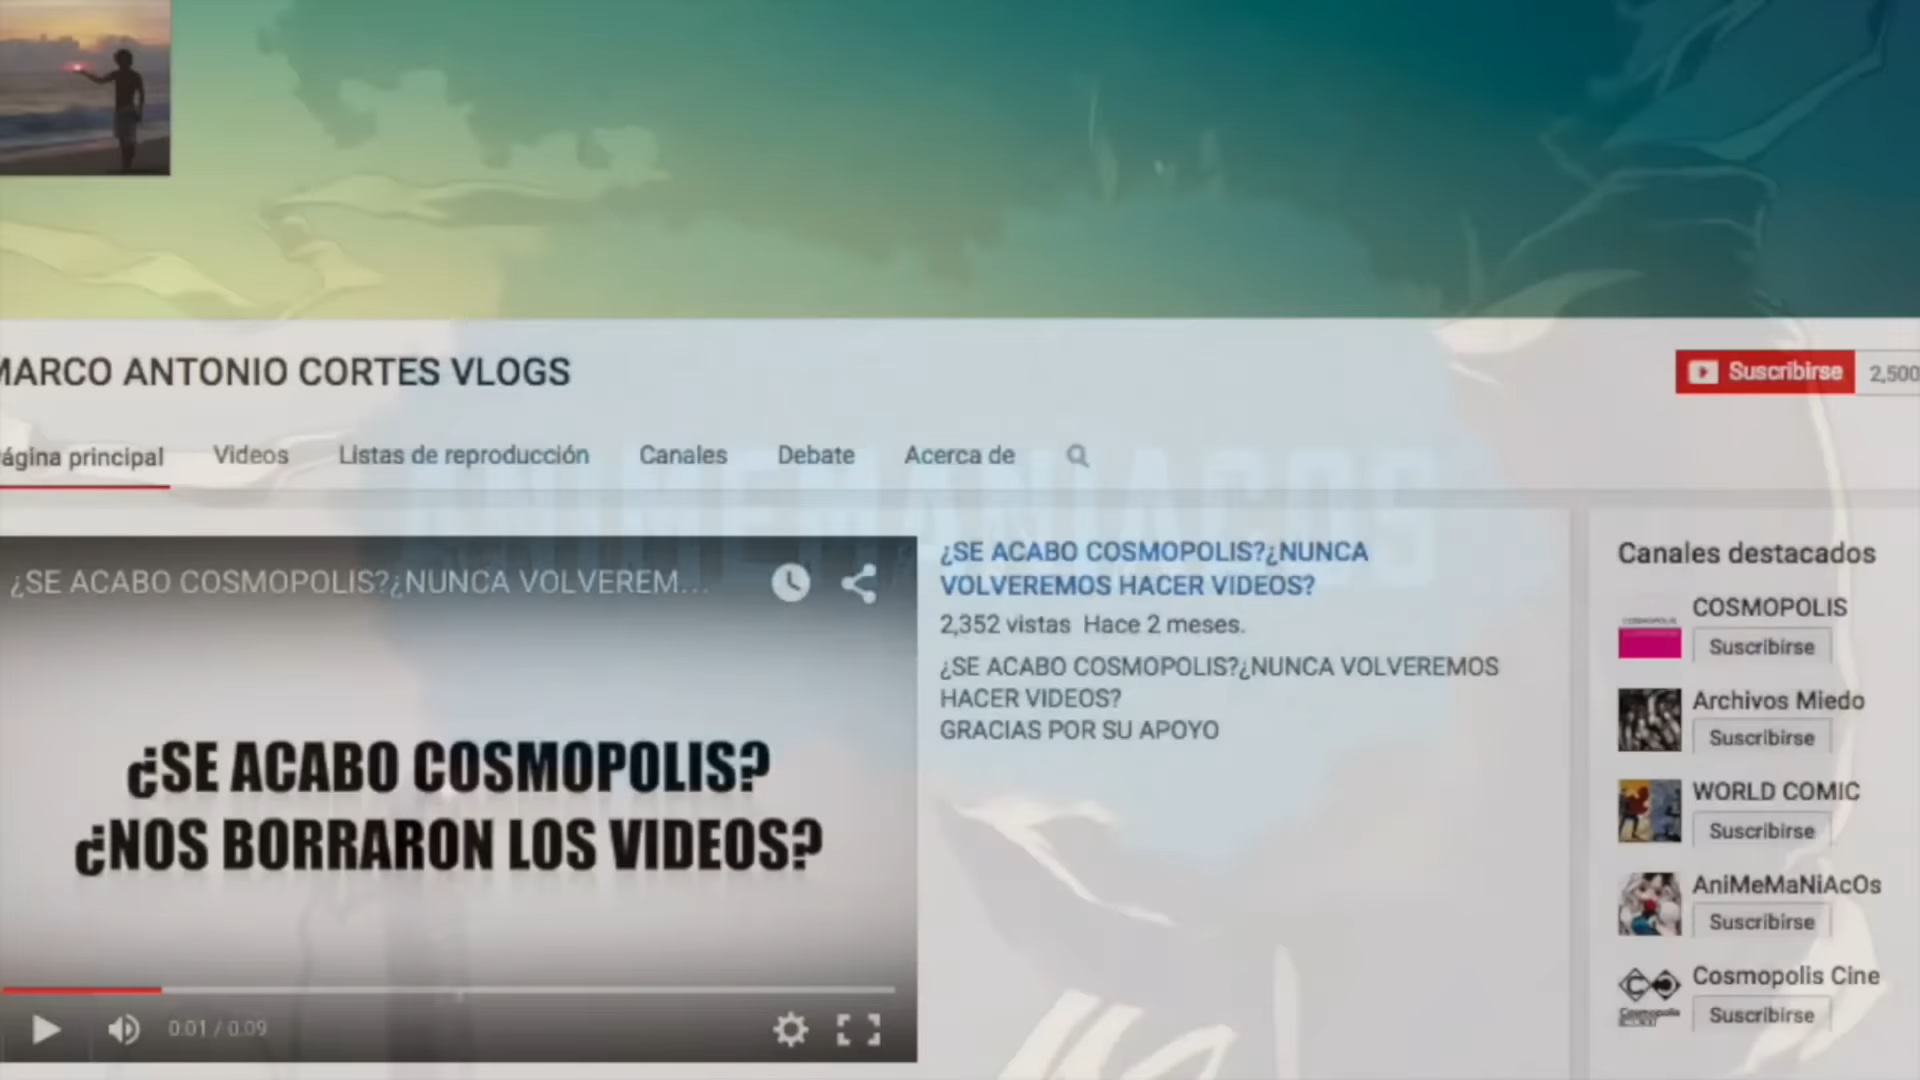 MARCO ANTONIO CORTES VLOGS
Suscribirse 2,500
ágina principal Videos Listas de reproducción Canales Debate Acerca de
ANIMEMANIACOS
¿SE ACABO COSMOPOLIS?¿NUNCA VOLVEREM...
¿SE ACABO COSMOPOLIS?
¿NOS BORRARON LOS VIDEOS?
0:01 / 0:09
¿SE ACABO COSMOPOLIS?¿NUNCA
VOLVEREMOS HACER VIDEOS?
2,352 vistas Hace 2 meses.
¿SE ACABO COSMOPOLIS?¿NUNCA VOLVEREMOS
HACER VIDEOS?
GRACIAS POR SU APOYO
Canales destacados
COSMOPOLIS
COSMOPOLIS
Suscribirse
Archivos Miedo
Suscribirse
WORLD COMIC
Suscribirse
AniMeMaNiAcOs
Suscribirse
Cosmopolis Cine
Cosmopolis
Suscribirse